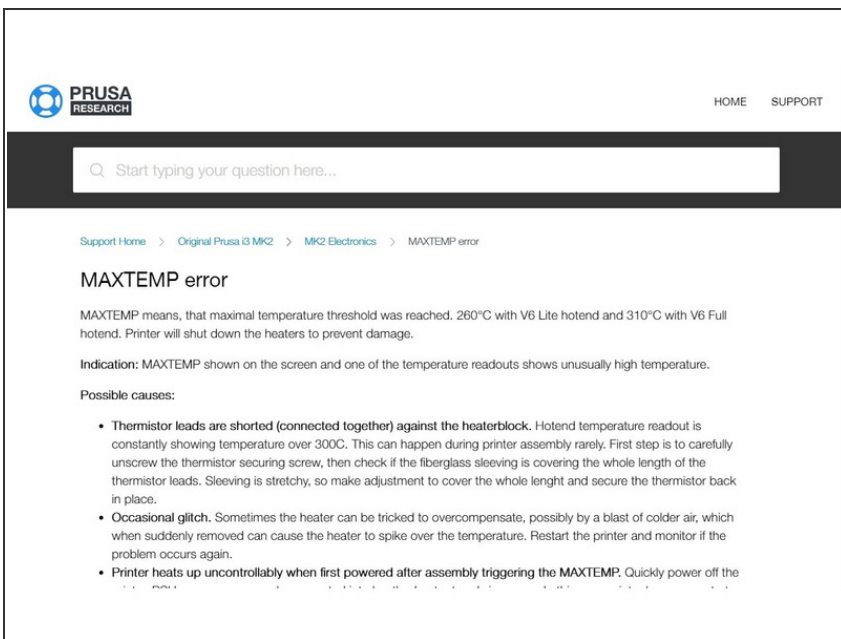 PRUSA
RESEARCH
HOME SUPPORT
Start typing your question here...
Support Home > Original Prusa i3 MK2 > MK2 Electronics > MAXTEMP error
MAXTEMP error
MAXTEMP means, that maximal temperature threshold was reached. 260°C with V6 Lite hotend and 310°C with V6 Full
hotend. Printer will shut down the heaters to prevent damage.
Indication: MAXTEMP shown on the screen and one of the temperature readouts shows unusually high temperature.
Possible causes:
• Thermistor leads are shorted (connected together) against the heaterblock. Hotend temperature readout is
constantly showing temperature over 300C. This can happen during printer assembly rarely. First step is to carefully
unscrew the thermistor securing screw, then check if the fiberglass sleeving is covering the whole length of the
thermistor leads. Sleeving is stretchy, so make adjustment to cover the whole lenght and secure the thermistor back
in place.
• Occasional glitch. Sometimes the heater can be tricked to overcompensate, possibly by a blast of colder air, which
when suddenly removed can cause the heater to spike over the temperature. Restart the printer and monitor if the
problem occurs again.
• Printer heats up uncontrollably when first powered after assembly triggering the MAXTEMP. Quickly power off the